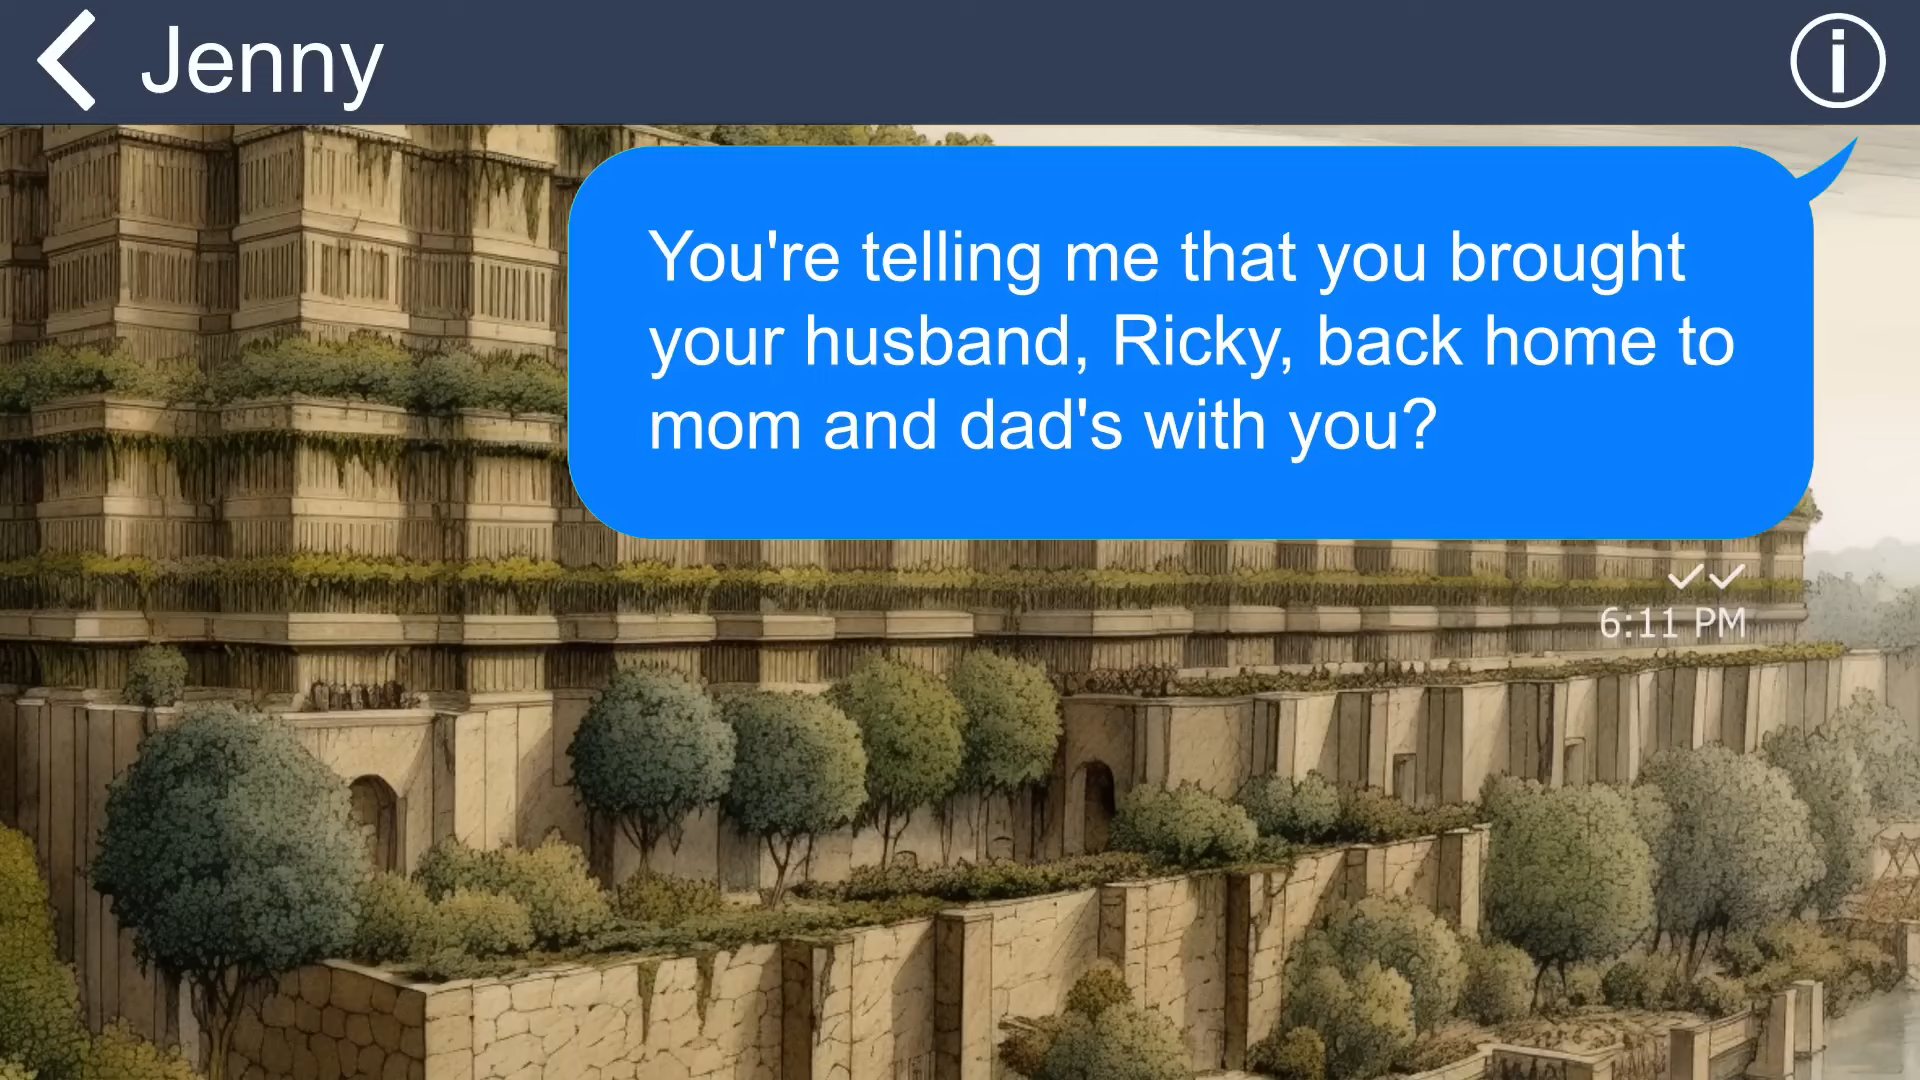 Jenny
You're telling me that you brought
your husband, Ricky, back home to
mom and dad's with you?
6:11 PM